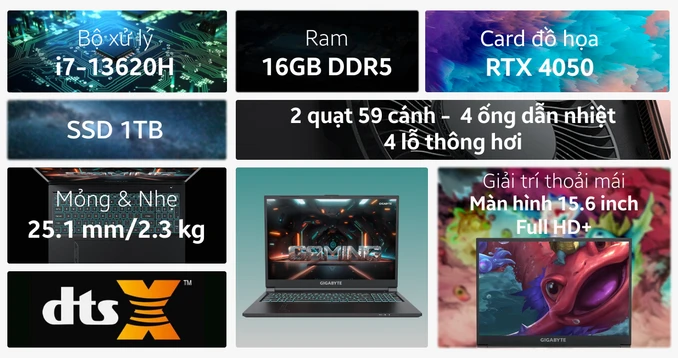 Bộ xử lý
i7-13620H
Ram
16GB DDR5
Card đồ họa
RTX 4050
SSD 1TB
2 quạt 59 cánh - 4 ống dẫn nhiệt
4 lỗ thông hơi
Mỏng & Nhẹ
25.1 mm/2.3 kg
GAMING
GIGABYTE
Giải trí thoải mái
Màn hình 15.6 inch
Full HD+
GIGABYTE
dts X™